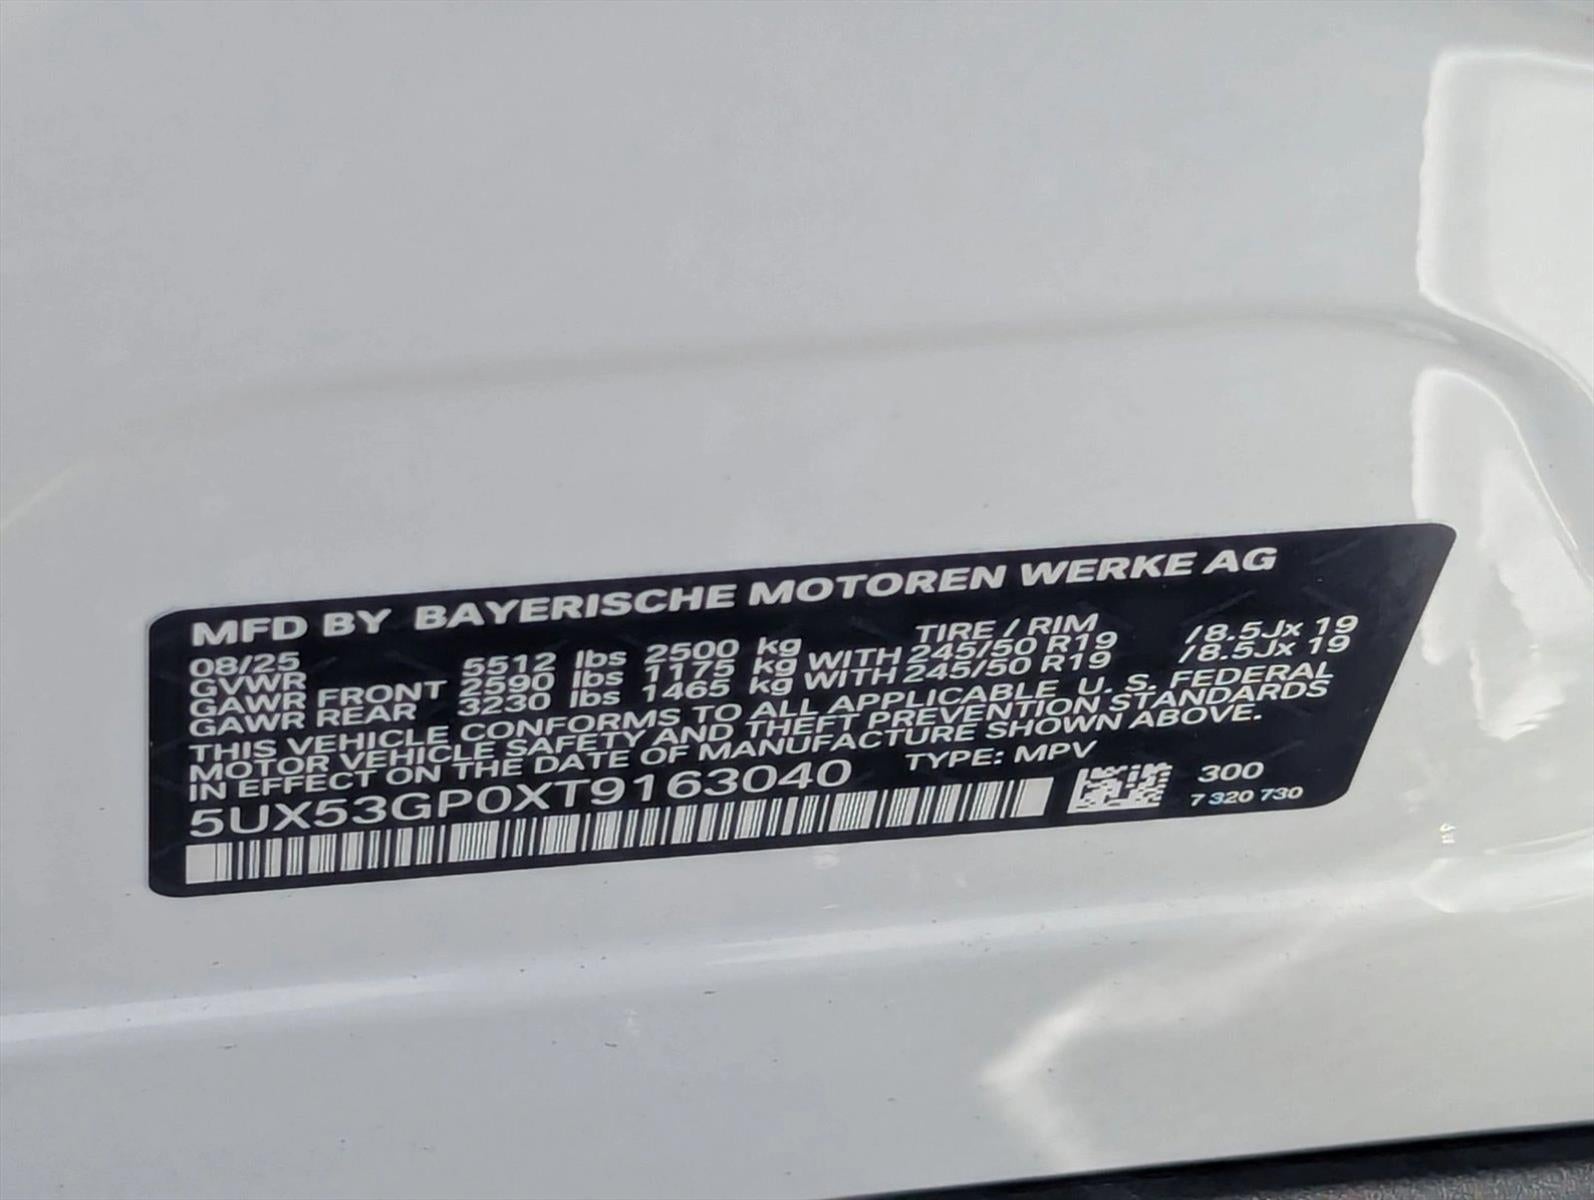 MFD BY BAYERISCHE MOTOREN WERKE AG
08/25 TIRE / RIM
GVWR 5512 lbs 2500 kg
GAWR FRONT 2590 lbs 1175 kg WITH 245/50 R19 / 8.5Jx 19
GAWR REAR 3230 lbs 1465 kg WITH 245/50 R19 / 8.5Jx 19
THIS VEHICLE CONFORMS TO ALL APPLICABLE U. S. FEDERAL
MOTOR VEHICLE SAFETY AND THEFT PREVENTION STANDARDS
IN EFFECT ON THE DATE OF MANUFACTURE SHOWN ABOVE.
5UX53GP0XT9163040 TYPE: MPV
300
7 320 730